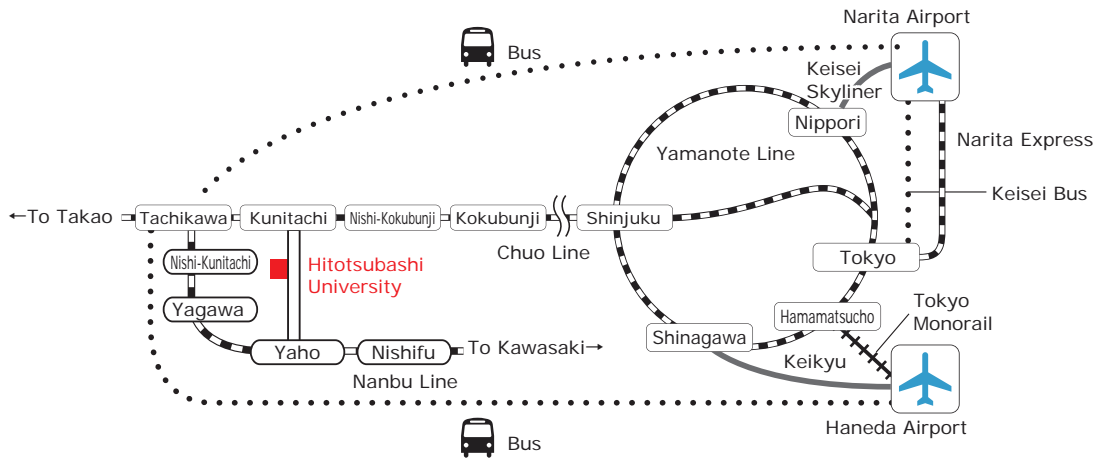 Narita Airport
Bus
Keisei
Skyliner
Nippori
Narita Express
Yamanote Line
Keisei Bus
←To Takao
Tachikawa
Kunitachi
Nishi-Kokubunji
Kokubunji
Shinjuku
Chuo Line
Nishi-Kunitachi
Hitotsubashi
University
Tokyo
Yagawa
Hamamatsucho
Tokyo
Monorail
Shinagawa
Yaho
Nishifu
To Kawasaki→
Keikyu
Nanbu Line
Haneda Airport
Bus